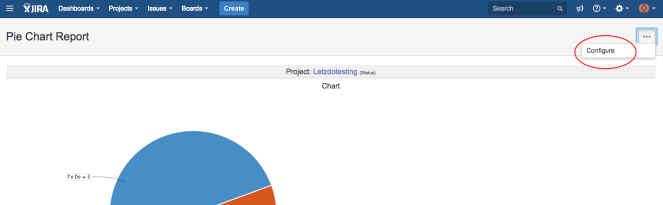 JIRA Dashboards Projects Issues Boards Create Search
Pie Chart Report
Configure
Project: Letzdotesting (Status)
Chart
To Do = 3